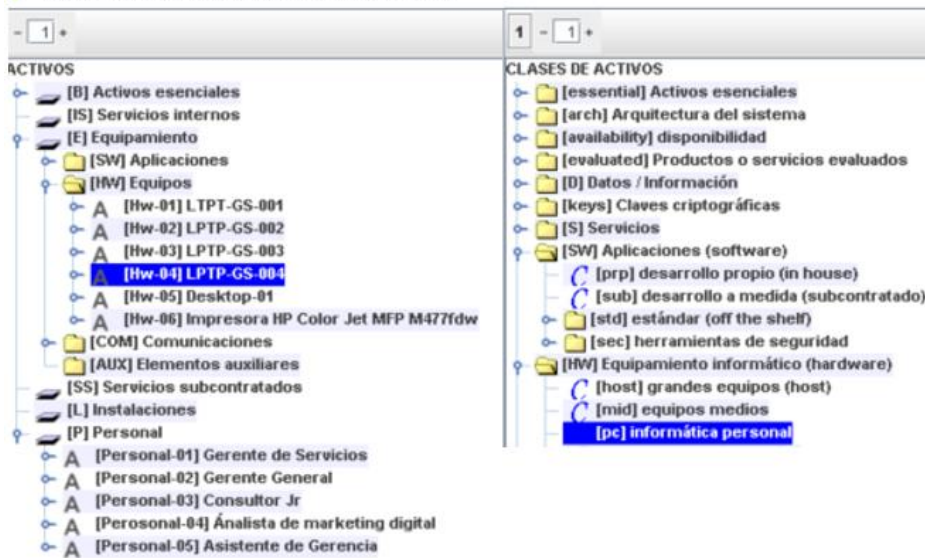 - 1 +
ACTIVOS
[B] Activos esenciales
[IS] Servicios internos
[E] Equipamiento
[SW] Aplicaciones
[HW] Equipos
A [Hw-01] LTPT-GS-001
A [Hw-02] LPTP-GS-002
A [Hw-03] LPTP-GS-003
A [Hw-04] LPTP-GS-004
A [Hw-05] Desktop-01
A [Hw-06] Impresora HP Color Jet MFP M477fdw
[COM] Comunicaciones
[AUX] Elementos auxiliares
[SS] Servicios subcontratados
[L] Instalaciones
[P] Personal
A [Personal-01] Gerente de Servicios
A [Personal-02] Gerente General
A [Personal-03] Consultor Jr
A [Perosonal-04] Ánalista de marketing digital
A [Personal-05] Asistente de Gerencia
1 - 1 +
CLASES DE ACTIVOS
[essential] Activos esenciales
[arch] Arquitectura del sistema
[availability] disponibilidad
[evaluated] Productos o servicios evaluados
[D] Datos / Información
[keys] Claves criptográficas
[S] Servicios
[SW] Aplicaciones (software)
C [prp] desarrollo propio (in house)
C [sub] desarrollo a medida (subcontratado)
[std] estándar (off the shelf)
[sec] herramientas de seguridad
[HW] Equipamiento informático (hardware)
C [host] grandes equipos (host)
C [mid] equipos medios
[pc] informática personal